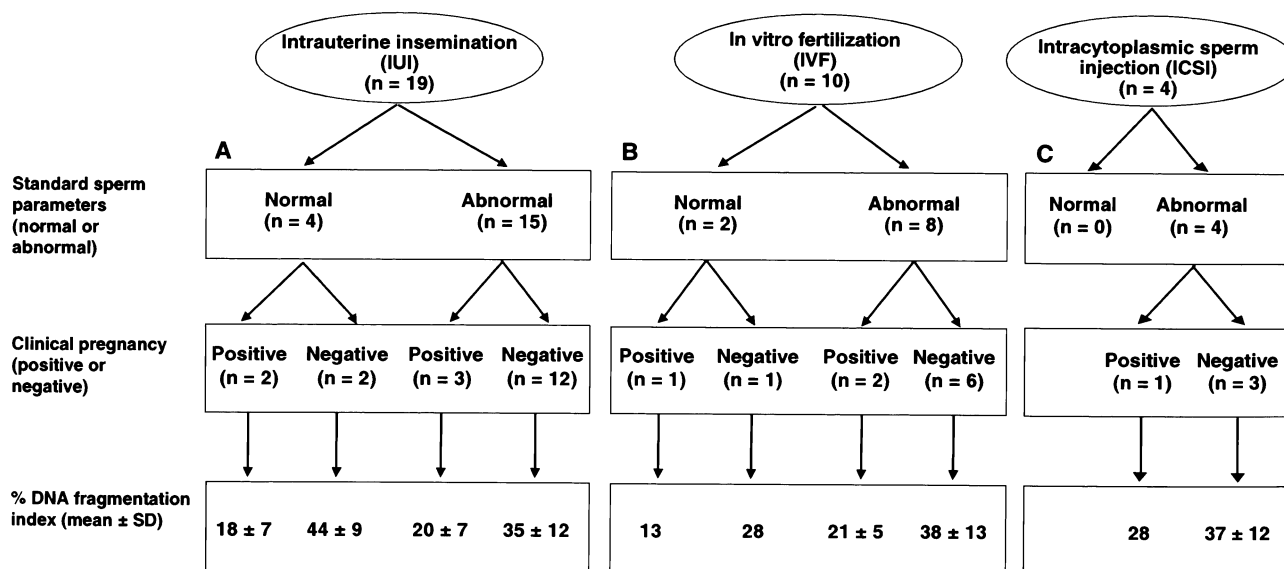 Intrauterine insemination
(IUI)
(n = 19)
In vitro fertilization
(IVF)
(n = 10)
Intracytoplasmic sperm
injection (ICSI)
(n = 4)
A
B
C
Standard sperm
parameters
(normal or
abnormal)
Normal
(n = 4)
Abnormal
(n = 15)
Normal
(n = 2)
Abnormal
(n = 8)
Normal
(n = 0)
Abnormal
(n = 4)
Clinical pregnancy
(positive or
negative)
Positive
(n = 2)
Negative
(n = 2)
Positive
(n = 3)
Negative
(n = 12)
Positive
(n = 1)
Negative
(n = 1)
Positive
(n = 2)
Negative
(n = 6)
Positive
(n = 1)
Negative
(n = 3)
% DNA fragmentation
index (mean ± SD)
18 ± 7
44 ± 9
20 ± 7
35 ± 12
13
28
21 ± 5
38 ± 13
28
37 ± 12